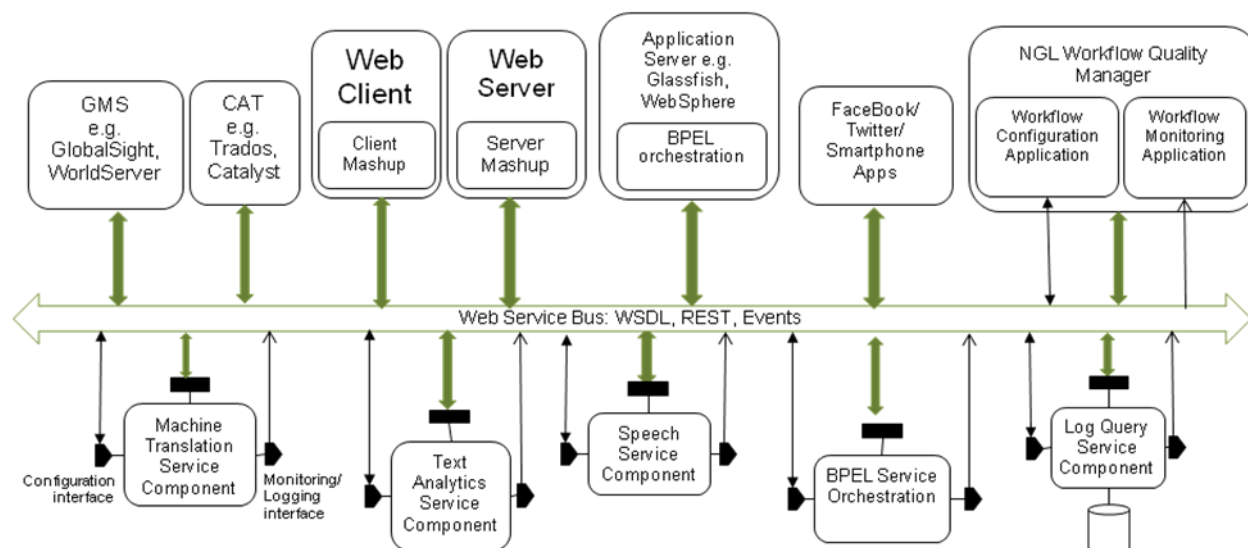 GMS
e.g.
GlobalSight,
WorldServer
CAT
e.g.
Trados,
Catalyst
Web
Client
Client
Mashup
Web
Server
Server
Mashup
Application
Server e.g.
Glassfish,
WebSphere
BPEL
orchestration
FaceBook/
Twitter/
Smartphone
Apps
NGL Workflow Quality
Manager
Workflow
Configuration
Application
Workflow
Monitoring
Application
Web Service Bus: WSDL, REST, Events
Machine
Translation
Service
Component
Configuration
interface
Monitoring/
Logging
interface
Text
Analytics
Service
Component
Speech
Service
Component
BPEL Service
Orchestration
Log Query
Service
Component